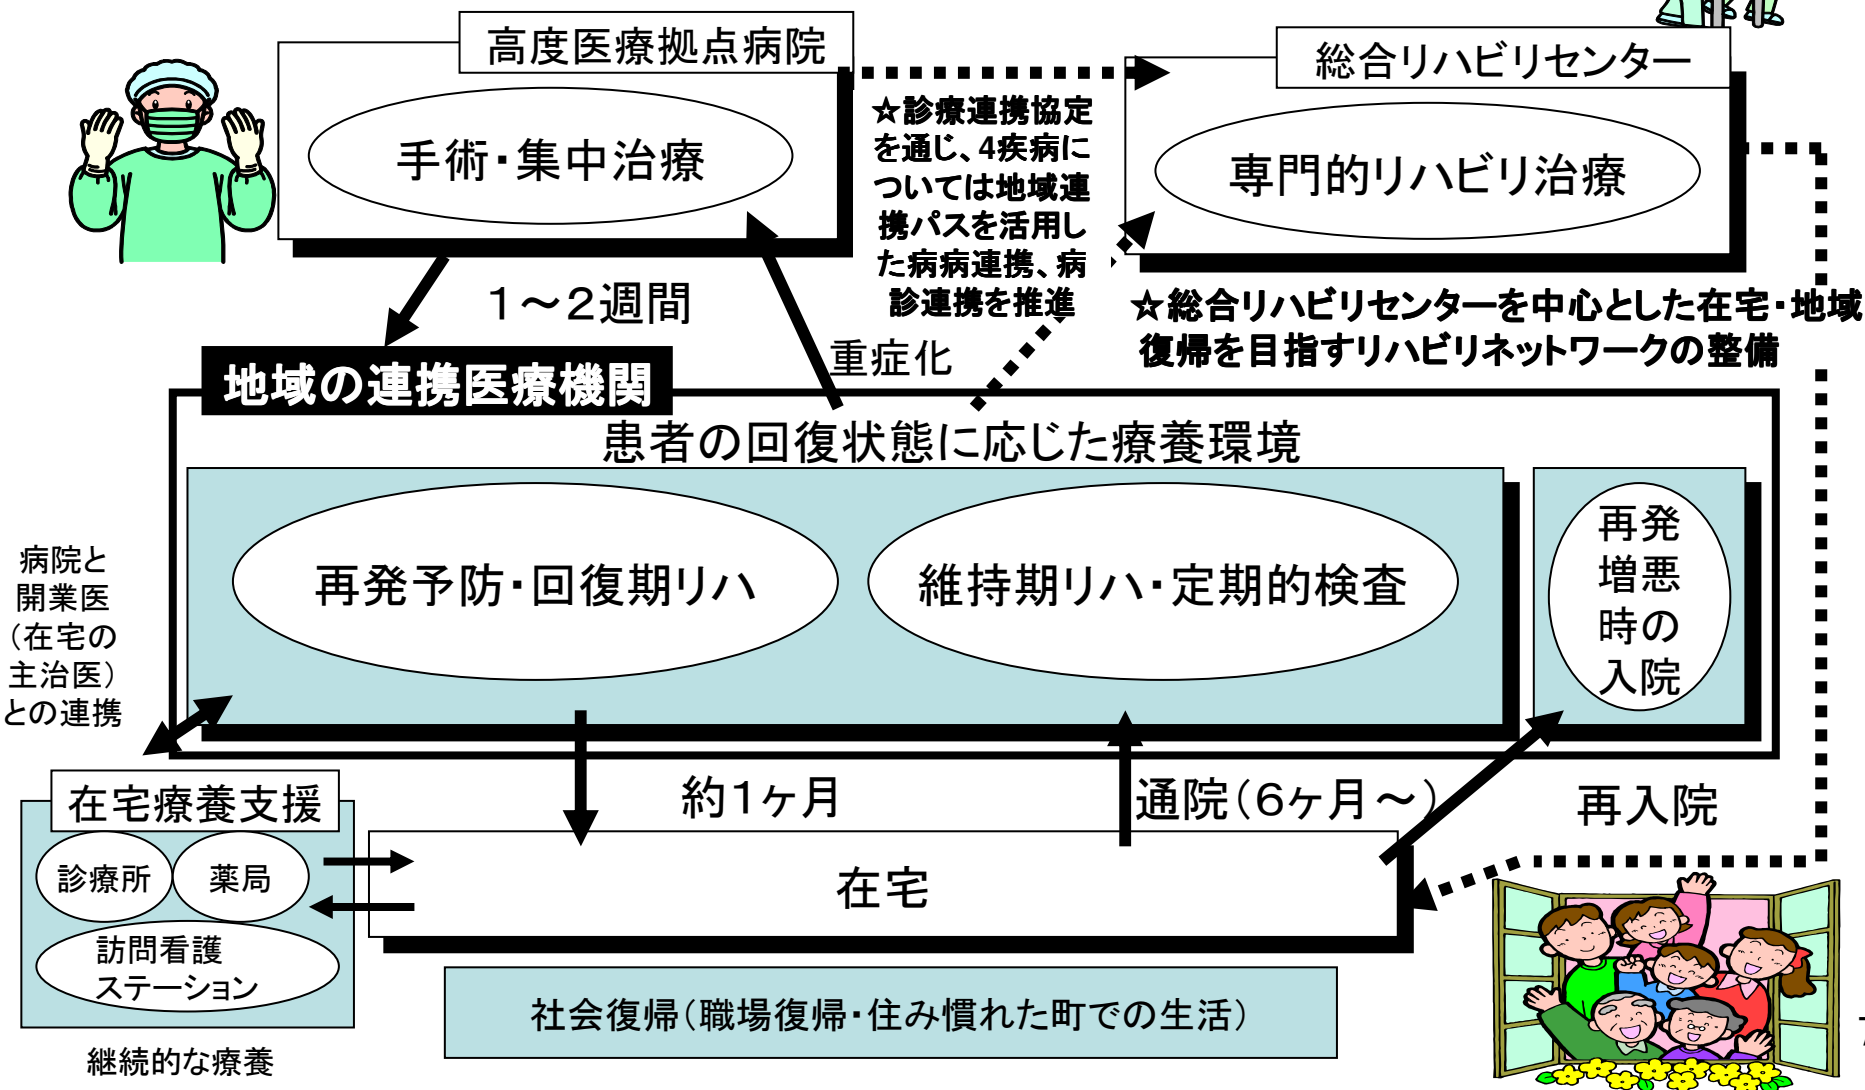 高度医療拠点病院
総合リハビリセンター
手術・集中治療
☆診療連携協定
を通じ、4疾病に
ついては地域連
携パスを活用し
た病病連携、病
診連携を推進
専門的リハビリ治療
1～2週間
☆総合リハビリセンターを中心とした在宅・地域
復帰を目指すリハビリネットワークの整備
重症化
地域の連携医療機関
患者の回復状態に応じた療養環境
再発予防・回復期リハ
維持期リハ・定期的検査
再発
増悪
時の
入院
病院と
開業医
（在宅の
主治医）
との連携
約1ヶ月
通院（6ヶ月～）
再入院
在宅療養支援
診療所
薬局
訪問看護
ステーション
在宅
社会復帰（職場復帰・住み慣れた町での生活）
継続的な療養